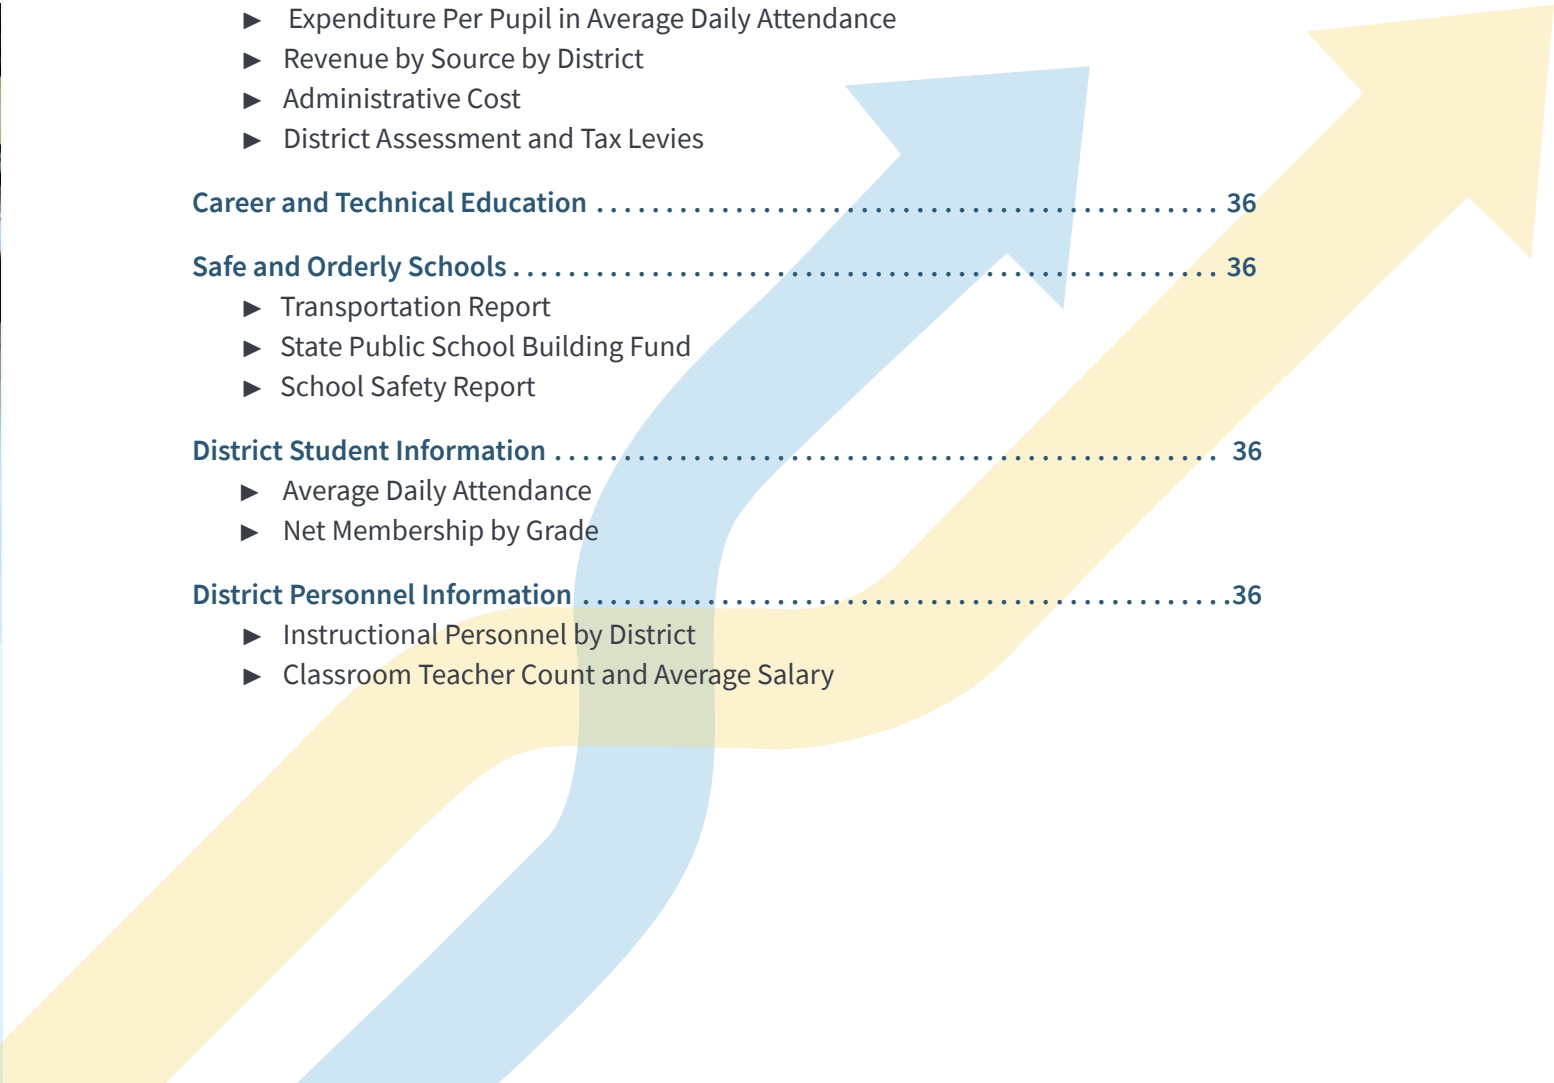 ► Expenditure Per Pupil in Average Daily Attendance
► Revenue by Source by District
► Administrative Cost
► District Assessment and Tax Levies
Career and Technical Education . . . . . . . . . . . . . . . . . . . . . . . . . . . . . . . . . . . . . . . . . . . . . 36
Safe and Orderly Schools . . . . . . . . . . . . . . . . . . . . . . . . . . . . . . . . . . . . . . . . . . . . . . . . . . . 36
► Transportation Report
► State Public School Building Fund
► School Safety Report
District Student Information . . . . . . . . . . . . . . . . . . . . . . . . . . . . . . . . . . . . . . . . . . . . . . . . 36
► Average Daily Attendance
► Net Membership by Grade
District Personnel Information . . . . . . . . . . . . . . . . . . . . . . . . . . . . . . . . . . . . . . . . . . . . . . .36
► Instructional Personnel by District
► Classroom Teacher Count and Average Salary